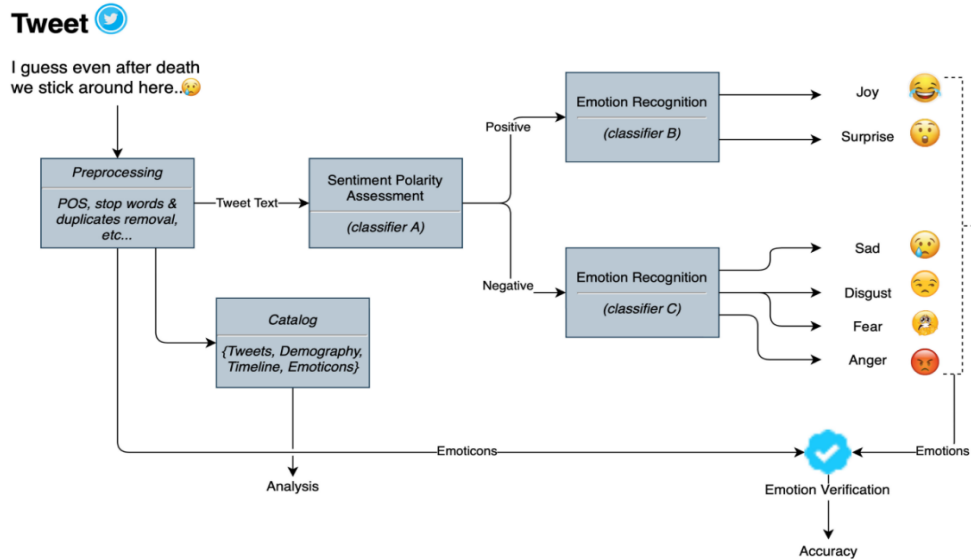 Tweet
I guess even after death
we stick around here..😢
Preprocessing
POS, stop words &
duplicates removal,
etc...
Tweet Text
Sentiment Polarity
Assessment
(classifier A)
Positive
Negative
Emotion Recognition
(classifier B)
Joy
Surprise
Emotion Recognition
(classifier C)
Sad
Disgust
Fear
Anger
Catalog
{Tweets, Demography,
Timeline, Emoticons}
Analysis
Emoticons
Emotions
Emotion Verification
Accuracy